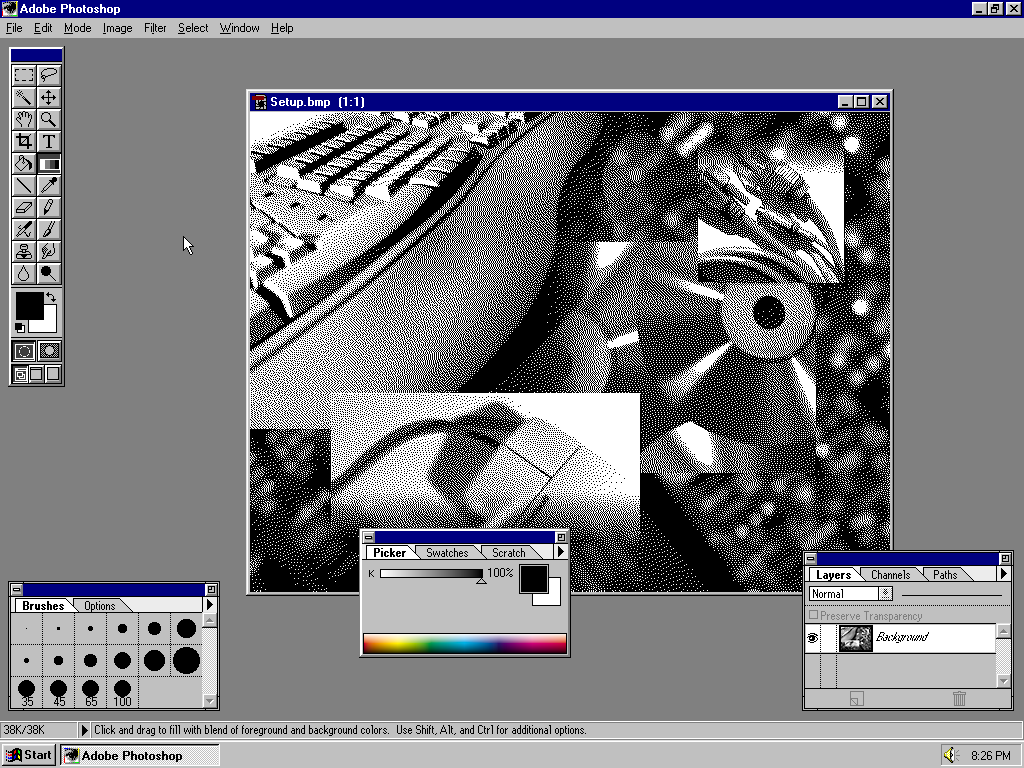 Adobe Photoshop
File Edit Mode Image Filter Select Window Help
Setup.bmp (1:1)
T
Picker Swatches Scratch
K 100%
Layers Channels Paths
Normal
Preserve Transparency
Background
Brushes Options
35 45 65 100
38K/38K Click and drag to fill with blend of foreground and background colors. Use Shift, Alt, and Ctrl for additional options.
Start Adobe Photoshop 8:26 PM